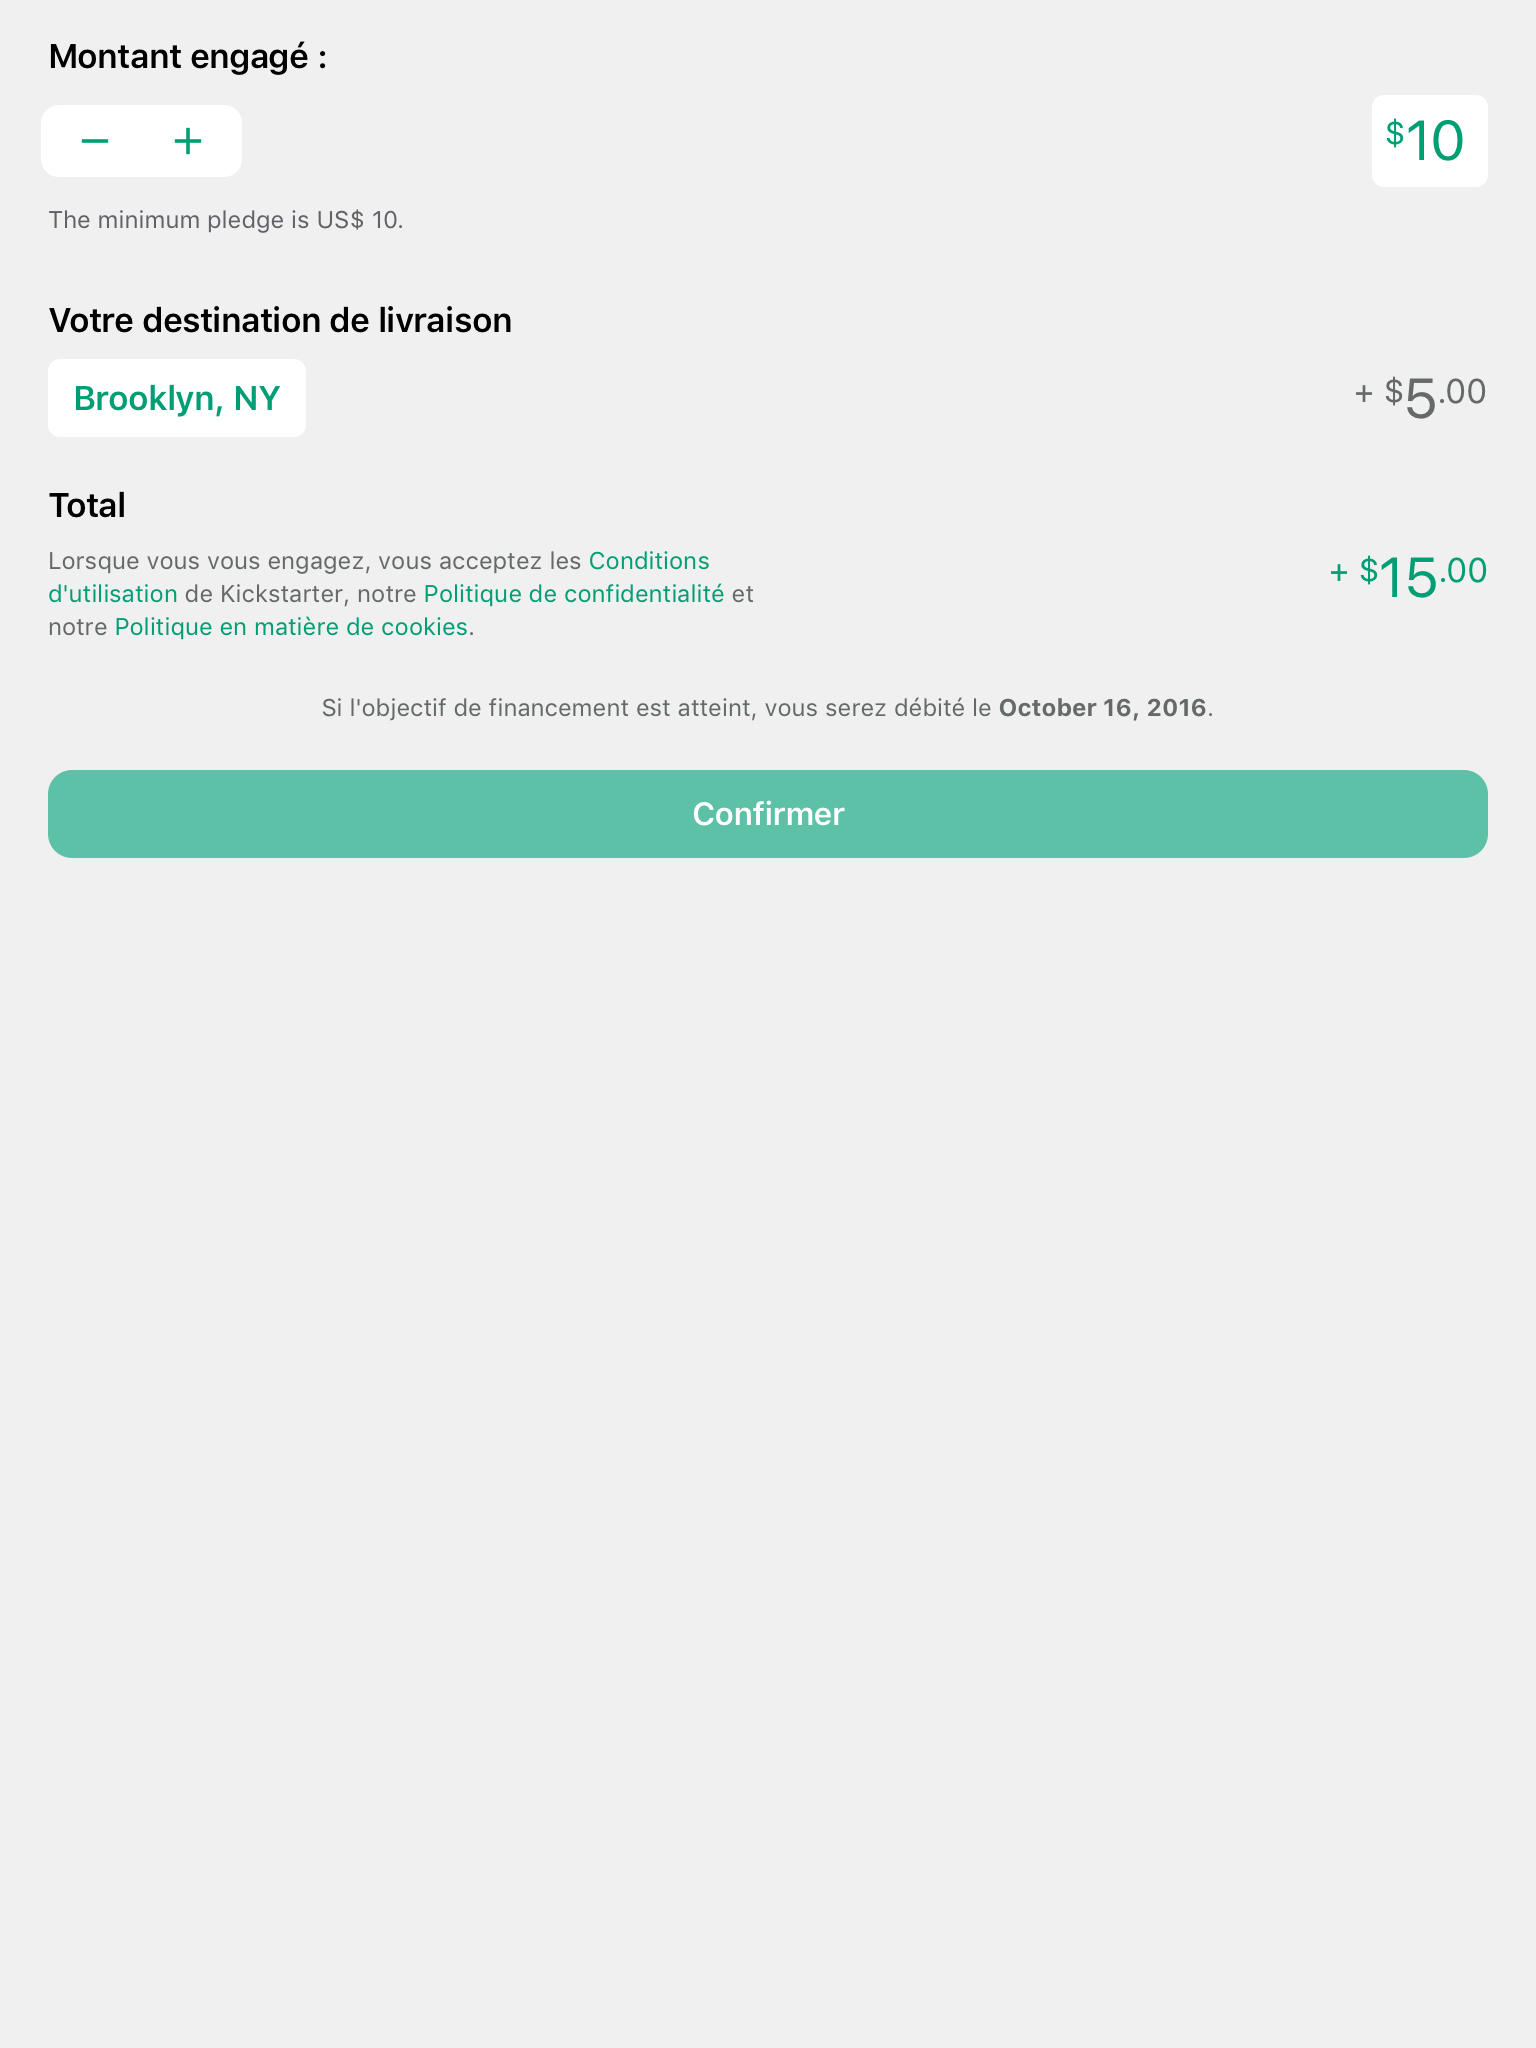 Montant engagé :
− +
$10
The minimum pledge is US$ 10.
Votre destination de livraison
Brooklyn, NY
+ $5.00
Total
Lorsque vous vous engagez, vous acceptez les Conditions
d'utilisation de Kickstarter, notre Politique de confidentialité et
notre Politique en matière de cookies.
+ $15.00
Si l'objectif de financement est atteint, vous serez débité le October 16, 2016.
Confirmer